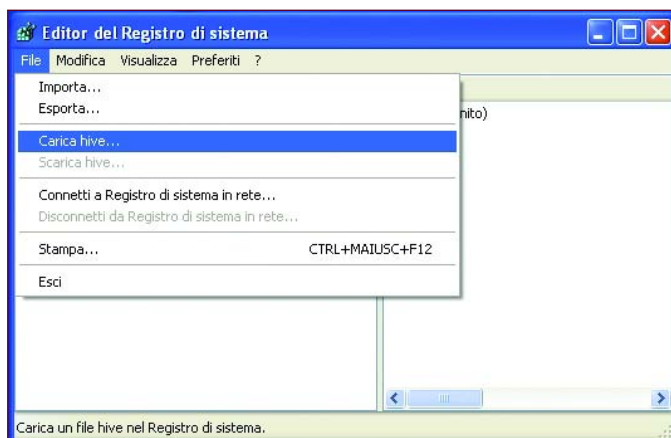 Editor del Registro di sistema
File Modifica Visualizza Preferiti ?
Importa...
Esporta...
nito)
Carica hive...
Scarica hive...
Connetti a Registro di sistema in rete...
Disconnetti da Registro di sistema in rete...
Stampa... CTRL+MAIUSC+F12
Esci
Carica un file hive nel Registro di sistema.